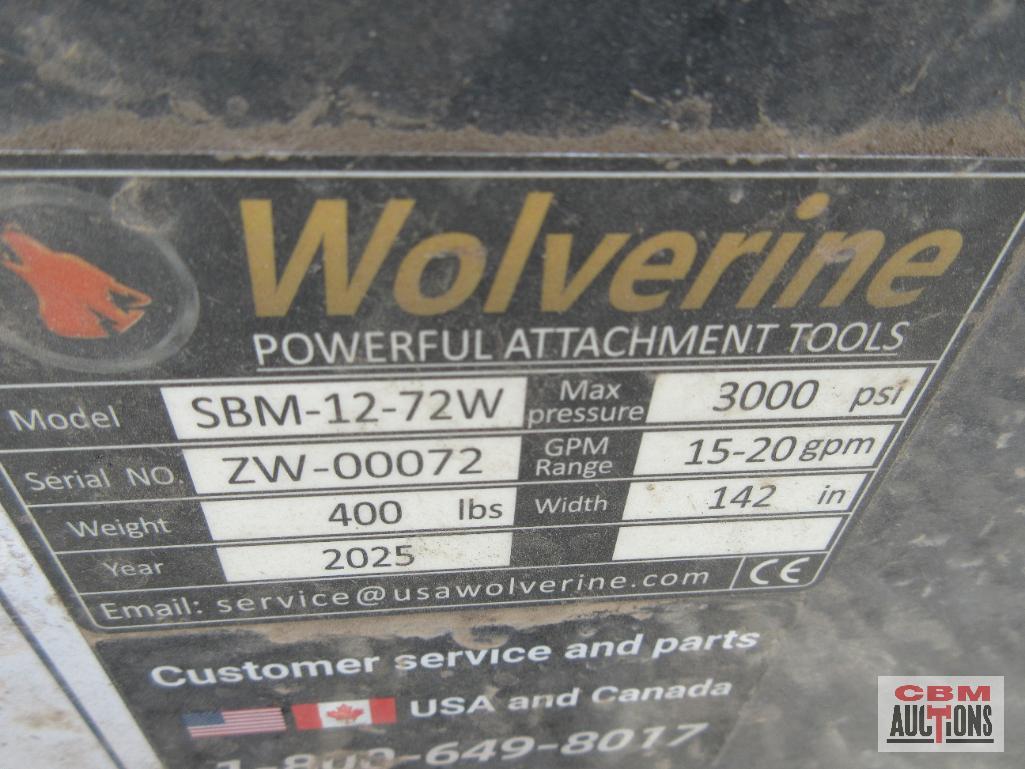 Wolverine
POWERFUL ATTACHMENT TOOLS
Model SBM-12-72W Max pressure 3000 psi
Serial NO. ZW-00072 GPM Range 15-20 gpm
Weight 400 lbs Width 142 in
Year 2025
Email: service@usawolverine.com CE
Customer service and parts
USA and Canada
1-800-649-8017
CBM
AUCTIONS